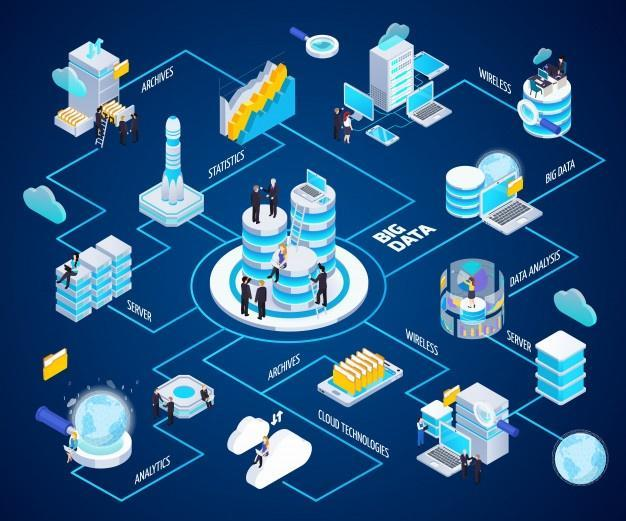 ARCHIVES
WIRELESS
STATISTICS
BIG DATA
BIG
DATA
DATA ANALYSIS
SERVER
SERVER
WIRELESS
ARCHIVES
CLOUD TECHNOLOGIES
ANALYTICS